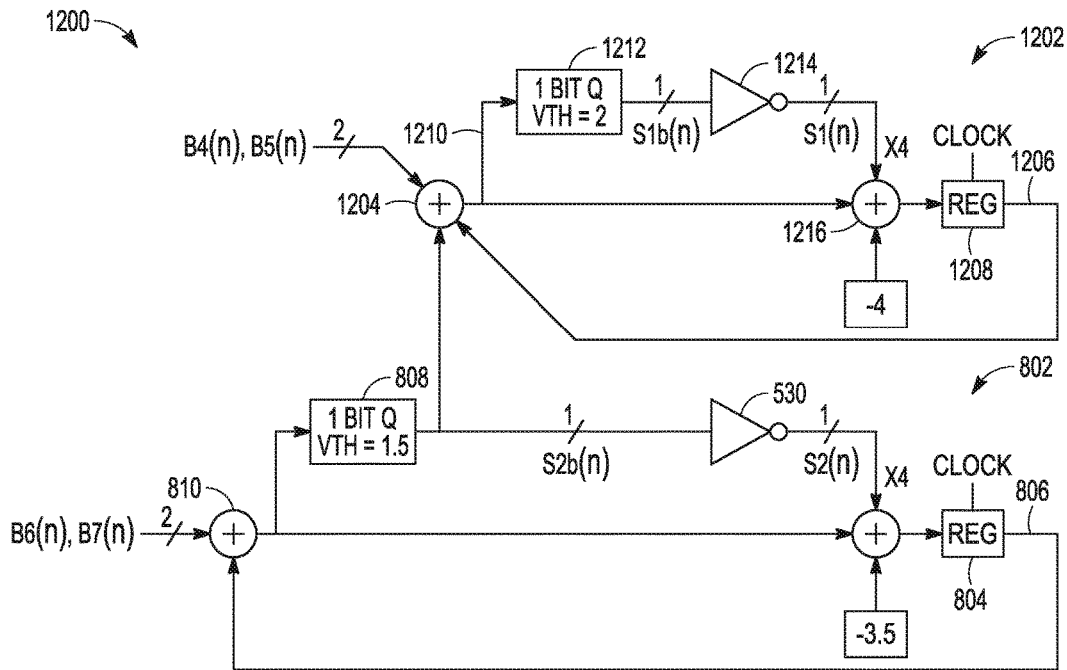 1200
1202
1212
1214
1 BIT Q
VTH = 2
1
S1b(n)
1
S1(n)
1210
B4(n), B5(n)
2
X4
CLOCK
1206
1204
+
+
1216
REG
1208
-4
802
808
530
1 BIT Q
VTH = 1.5
1
S2b(n)
1
S2(n)
810
X4
CLOCK
806
B6(n), B7(n)
2
+
+
REG
804
-3.5